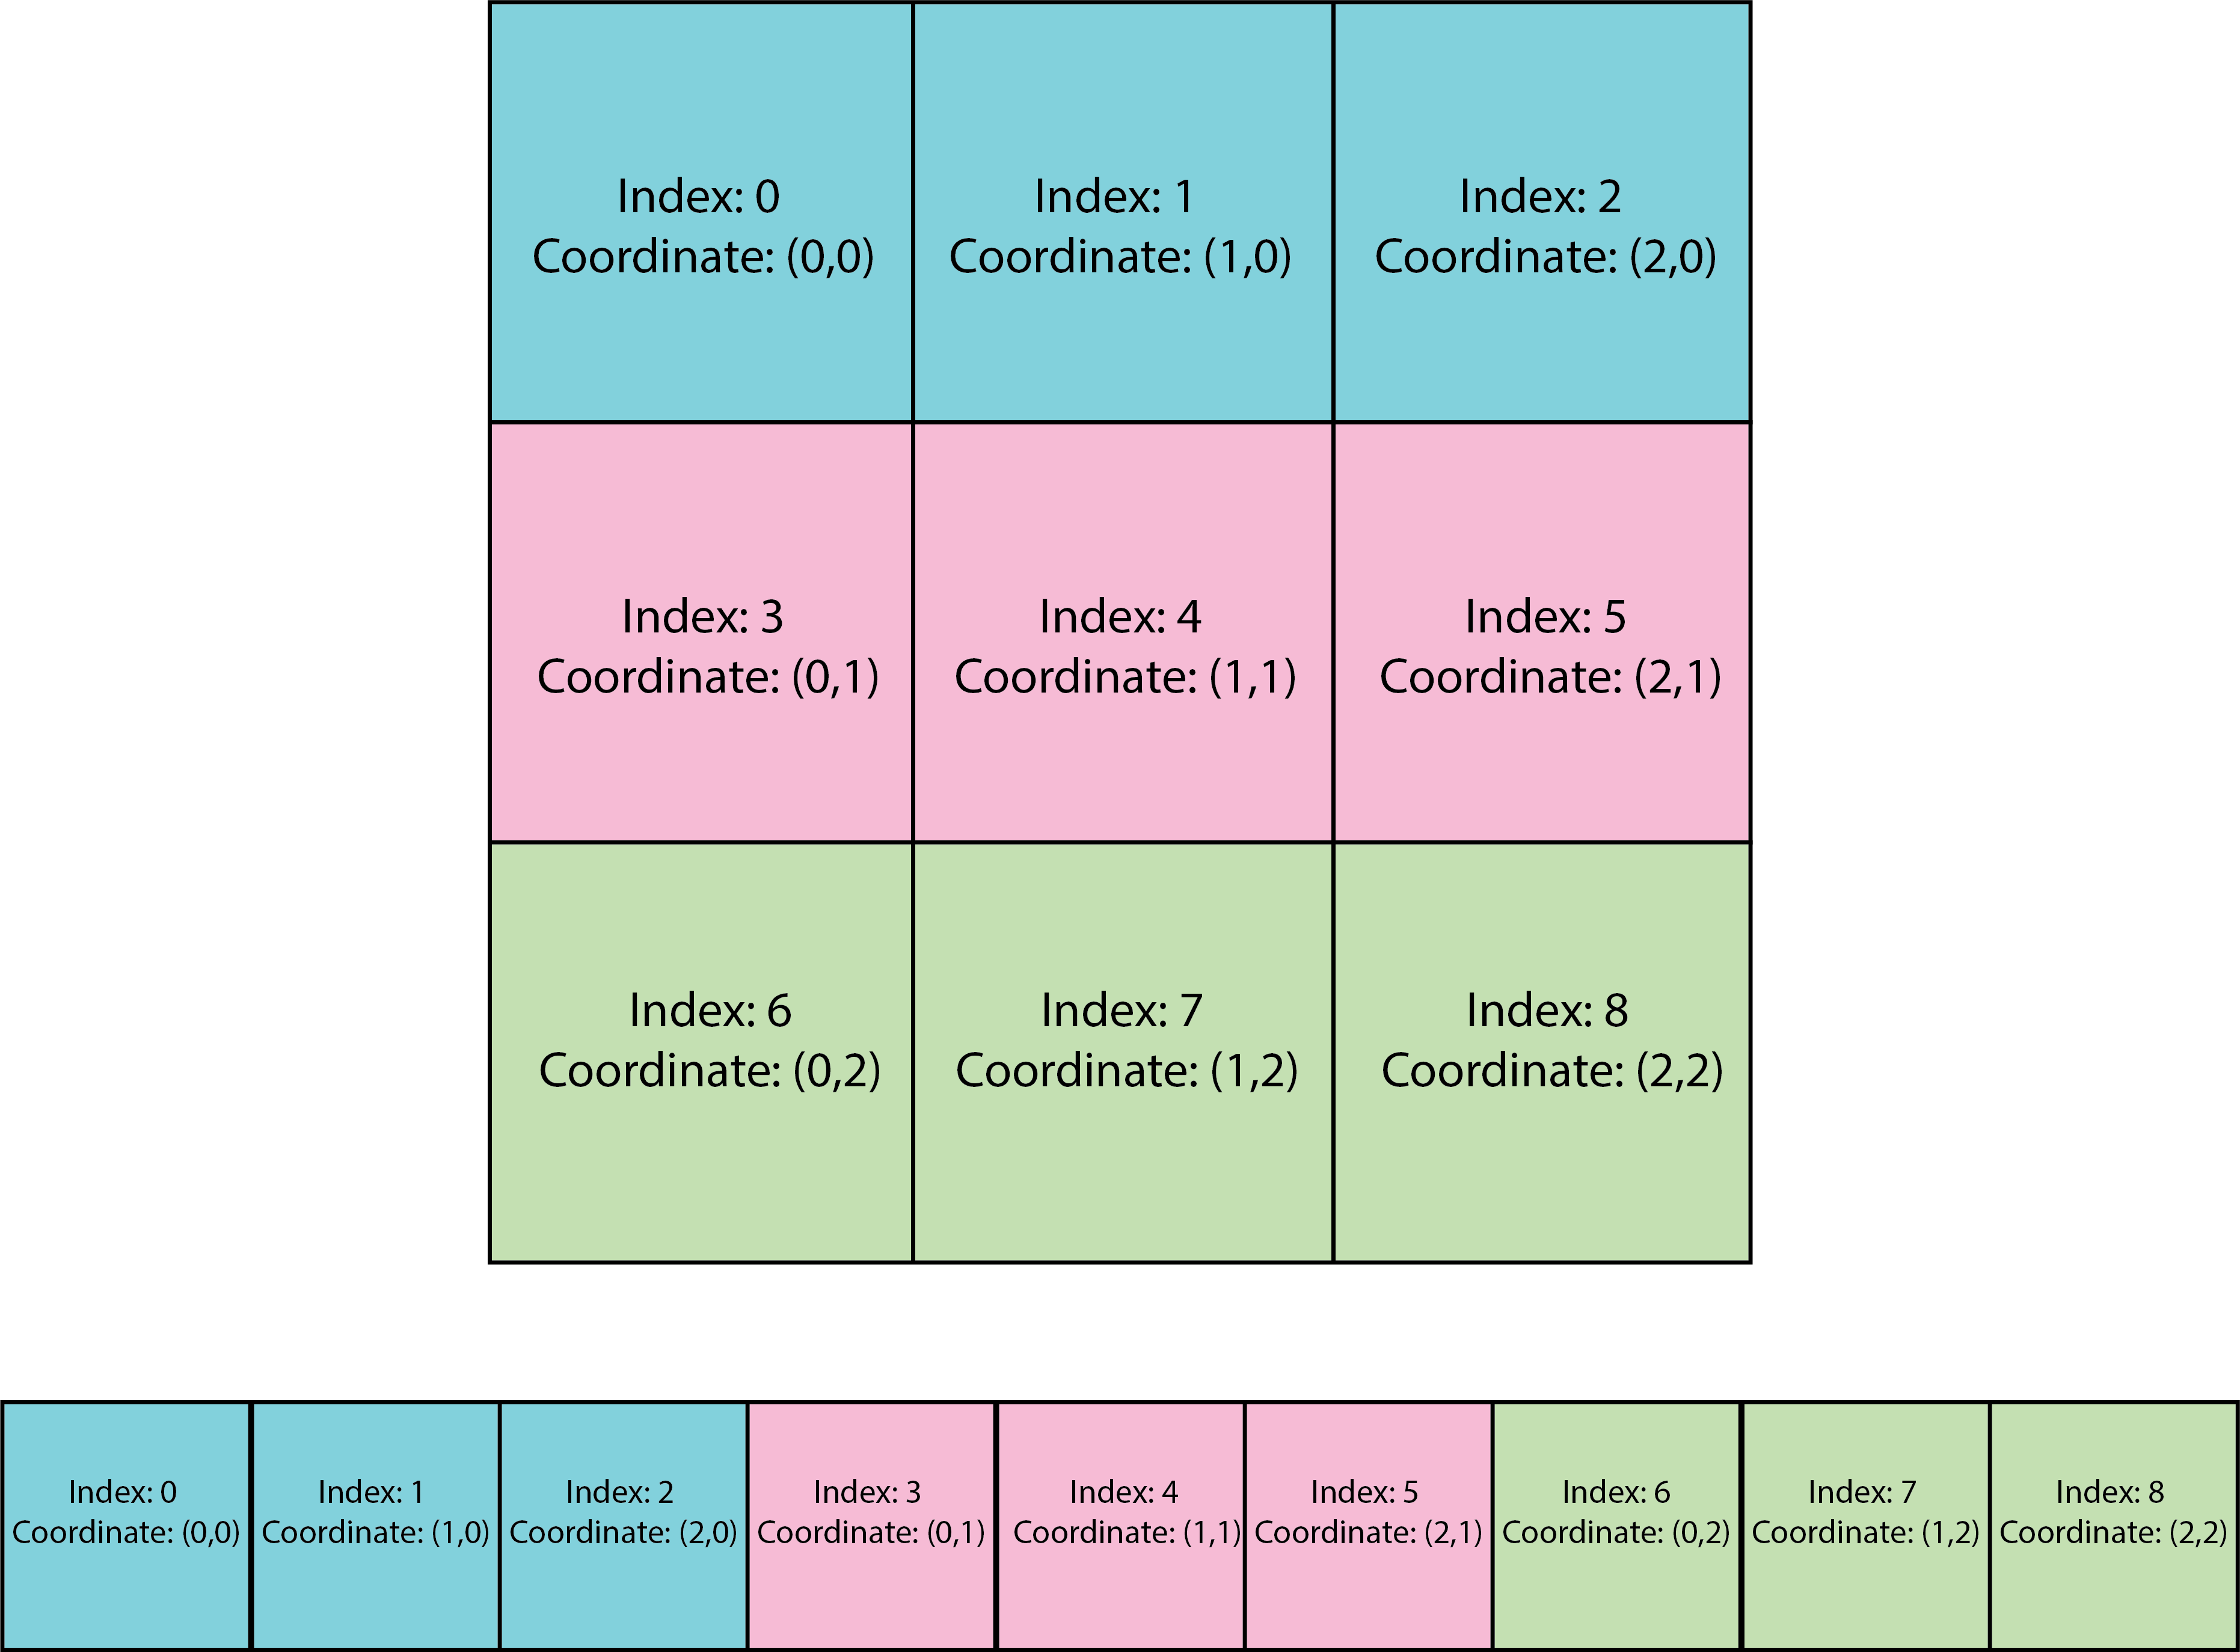 Index: 0
Coordinate: (0,0)
Index: 1
Coordinate: (1,0)
Index: 2
Coordinate: (2,0)
Index: 3
Coordinate: (0,1)
Index: 4
Coordinate: (1,1)
Index: 5
Coordinate: (2,1)
Index: 6
Coordinate: (0,2)
Index: 7
Coordinate: (1,2)
Index: 8
Coordinate: (2,2)
Index: 0
Coordinate: (0,0)
Index: 1
Coordinate: (1,0)
Index: 2
Coordinate: (2,0)
Index: 3
Coordinate: (0,1)
Index: 4
Coordinate: (1,1)
Index: 5
Coordinate: (2,1)
Index: 6
Coordinate: (0,2)
Index: 7
Coordinate: (1,2)
Index: 8
Coordinate: (2,2)